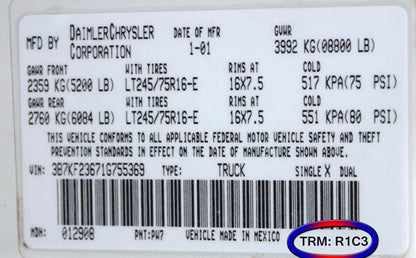 MFD BY DAIMLERCHRYSLER CORPORATION DATE OF MFR 1-01 GVWR 3992 KG(08800 LB)
GAWR FRONT WITH TIRES RIMS AT COLD
2359 KG(5200 LB) LT245/75R16-E 16X7.5 517 KPA(75 PSI)
GAWR REAR WITH TIRES RIMS AT COLD
2760 KG(6084 LB) LT245/75R16-E 16X7.5 551 KPA(80 PSI)
THIS VEHICLE CONFORMS TO ALL APPLICABLE FEDERAL MOTOR VEHICLE SAFETY AND THEFT
PREVENTION STANDARDS IN EFFECT ON THE DATE OF MANUFACTURE SHOWN ABOVE.
VIN: 3B7KF23671G755369 TYPE: TRUCK SINGLE X DUAL
MDH: 012908 PNT:PW7 VEHICLE MADE IN MEXICO TRM: R1C3